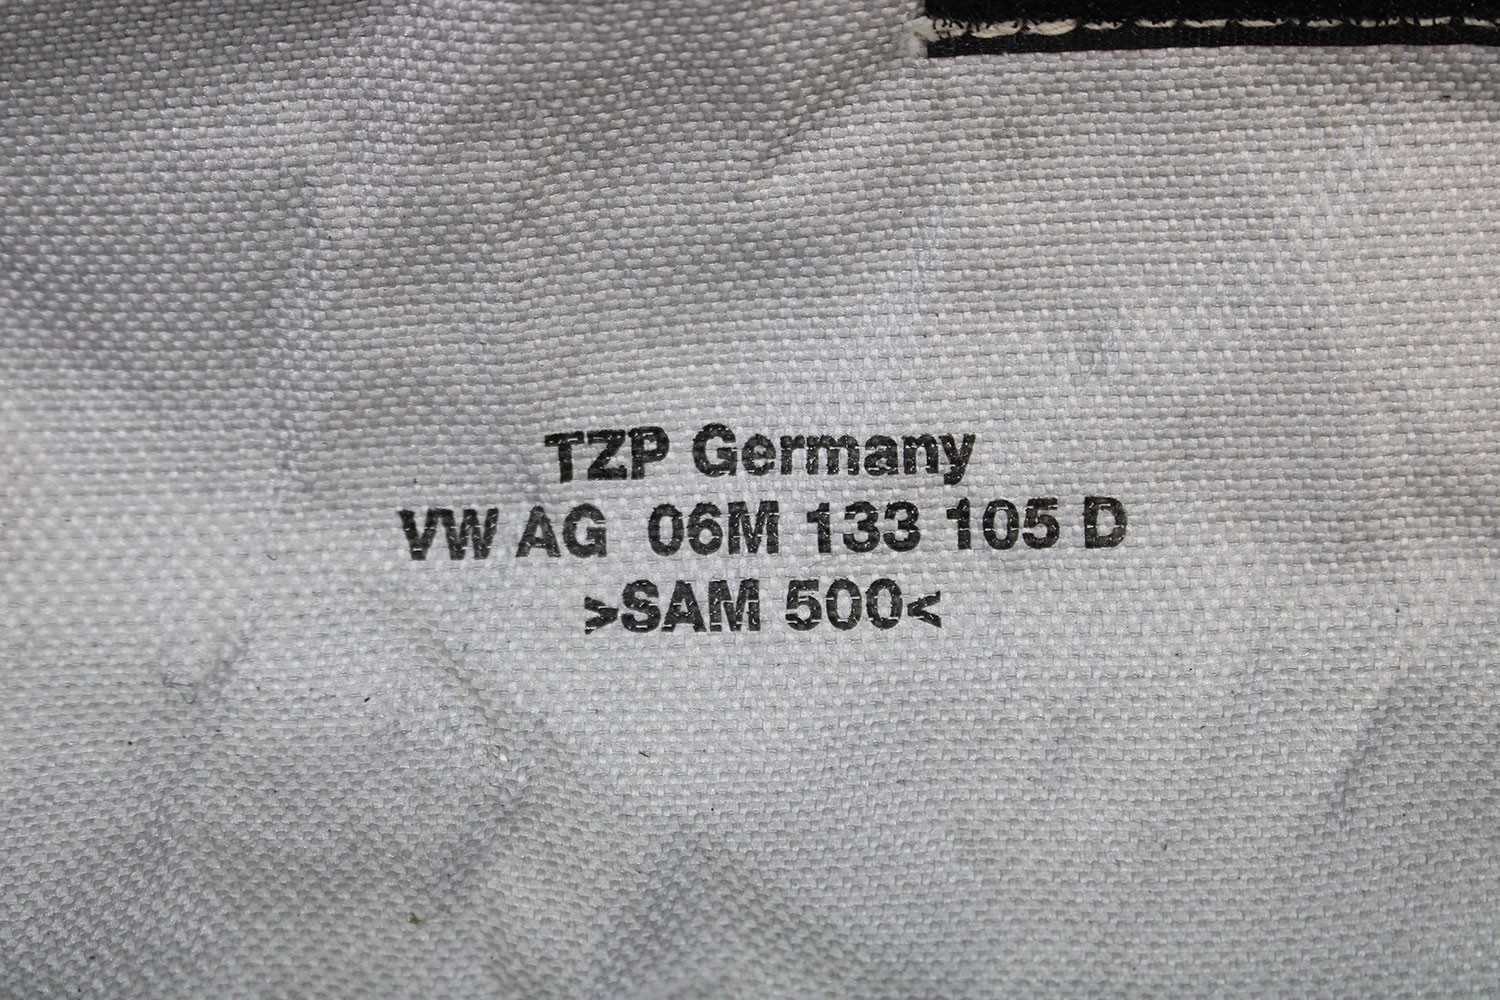 TZP Germany
VW AG 06M 133 105 D
>SAM 500<